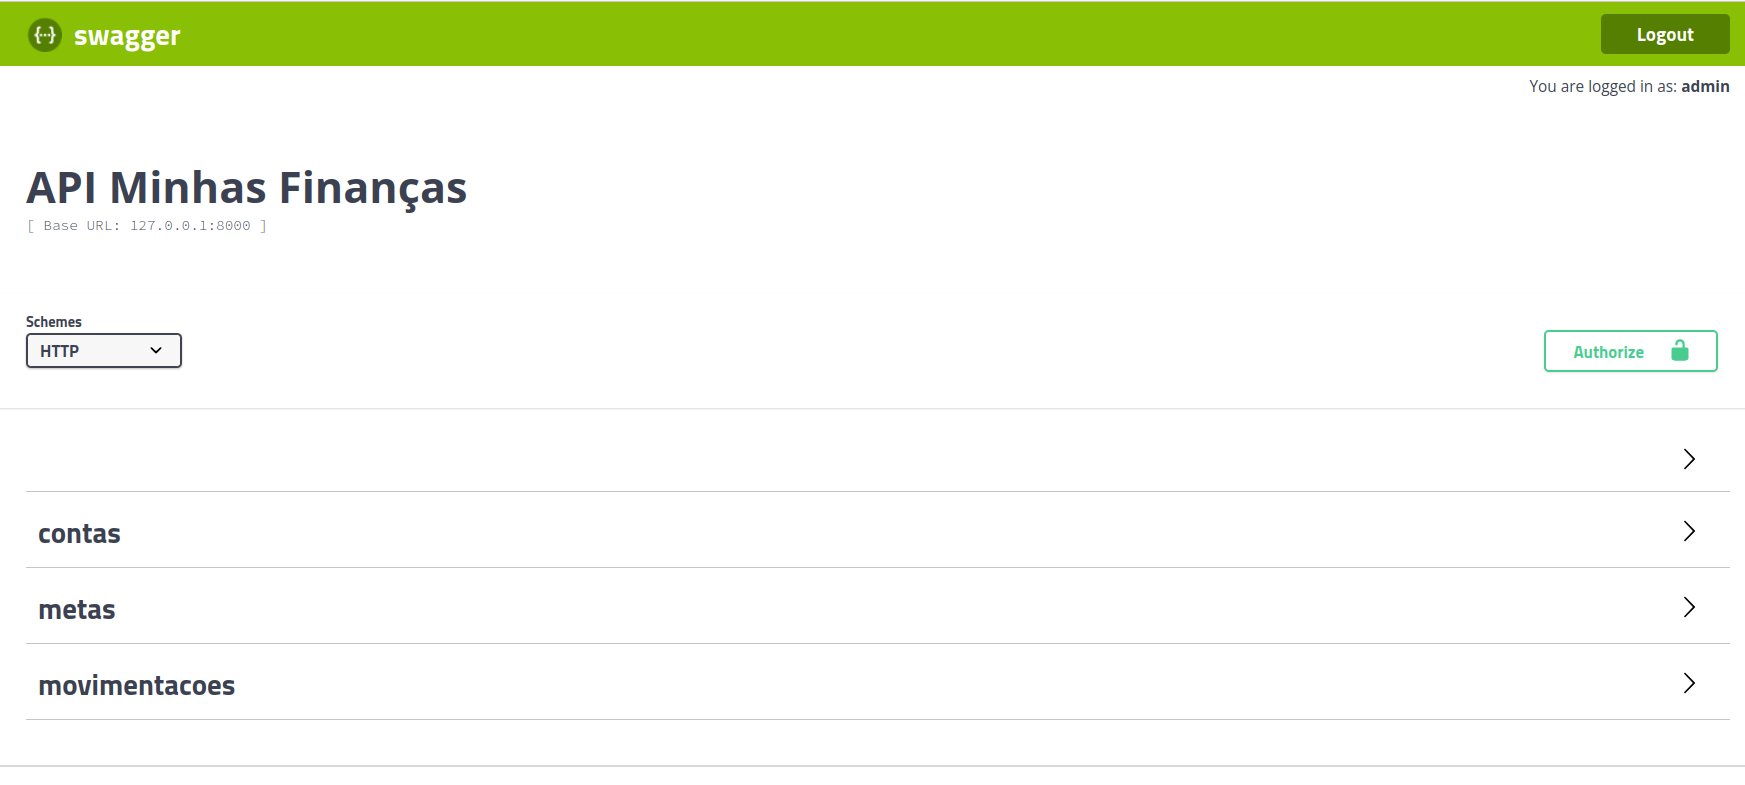 swagger
Logout
You are logged in as: admin
API Minhas Finanças
[ Base URL: 127.0.0.1:8000 ]
Schemes
HTTP
Authorize
contas
metas
movimentacoes